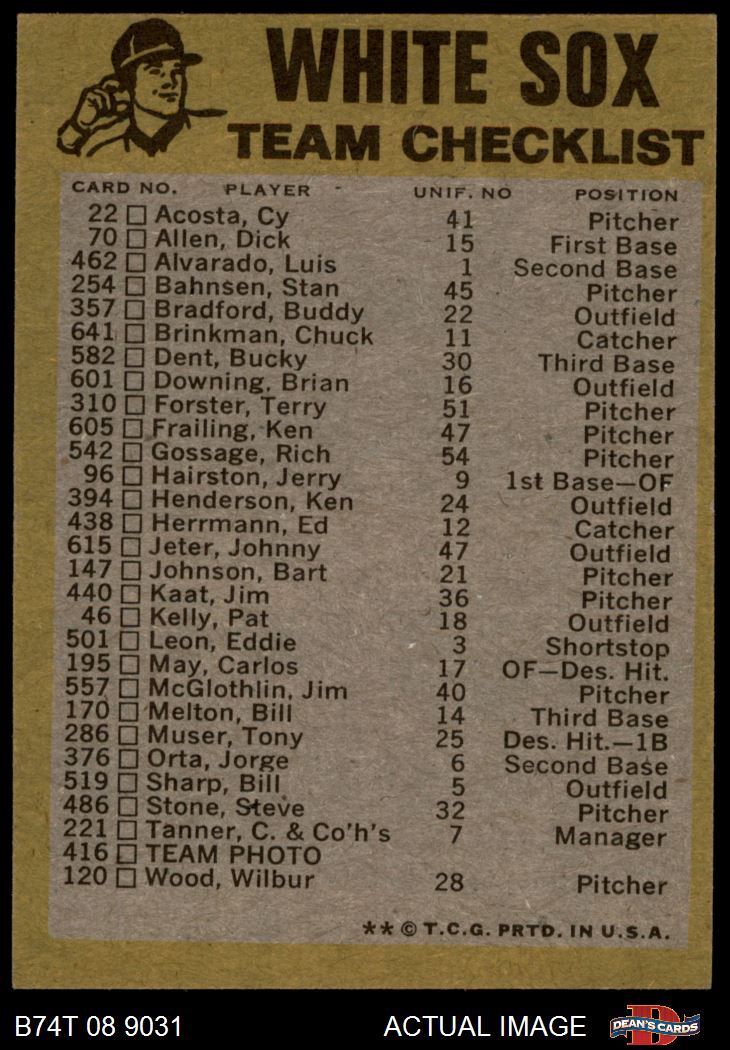 WHITE SOX
TEAM CHECKLIST
CARD NO. PLAYER UNIF. NO POSITION
22 Acosta, Cy 41 Pitcher
70 Allen, Dick 15 First Base
462 Alvarado, Luis 1 Second Base
254 Bahnsen, Stan 45 Pitcher
357 Bradford, Buddy 22 Outfield
641 Brinkman, Chuck 11 Catcher
582 Dent, Bucky 30 Third Base
601 Downing, Brian 16 Outfield
310 Forster, Terry 51 Pitcher
605 Frailing, Ken 47 Pitcher
542 Gossage, Rich 54 Pitcher
96 Hairston, Jerry 9 1st Base—OF
394 Henderson, Ken 24 Outfield
438 Herrmann, Ed 12 Catcher
615 Jeter, Johnny 47 Outfield
147 Johnson, Bart 21 Pitcher
440 Kaat, Jim 36 Pitcher
46 Kelly, Pat 18 Outfield
501 Leon, Eddie 3 Shortstop
195 May, Carlos 17 OF—Des. Hit.
557 McGlothlin, Jim 40 Pitcher
170 Melton, Bill 14 Third Base
286 Muser, Tony 25 Des. Hit.—1B
376 Orta, Jorge 6 Second Base
519 Sharp, Bill 5 Outfield
486 Stone, Steve 32 Pitcher
221 Tanner, C. & Co'h's 7 Manager
416 TEAM PHOTO
120 Wood, Wilbur 28 Pitcher
** © T.C.G. PRTD. IN U.S.A.
B74T 08 9031 ACTUAL IMAGE DEAN'S CARDS